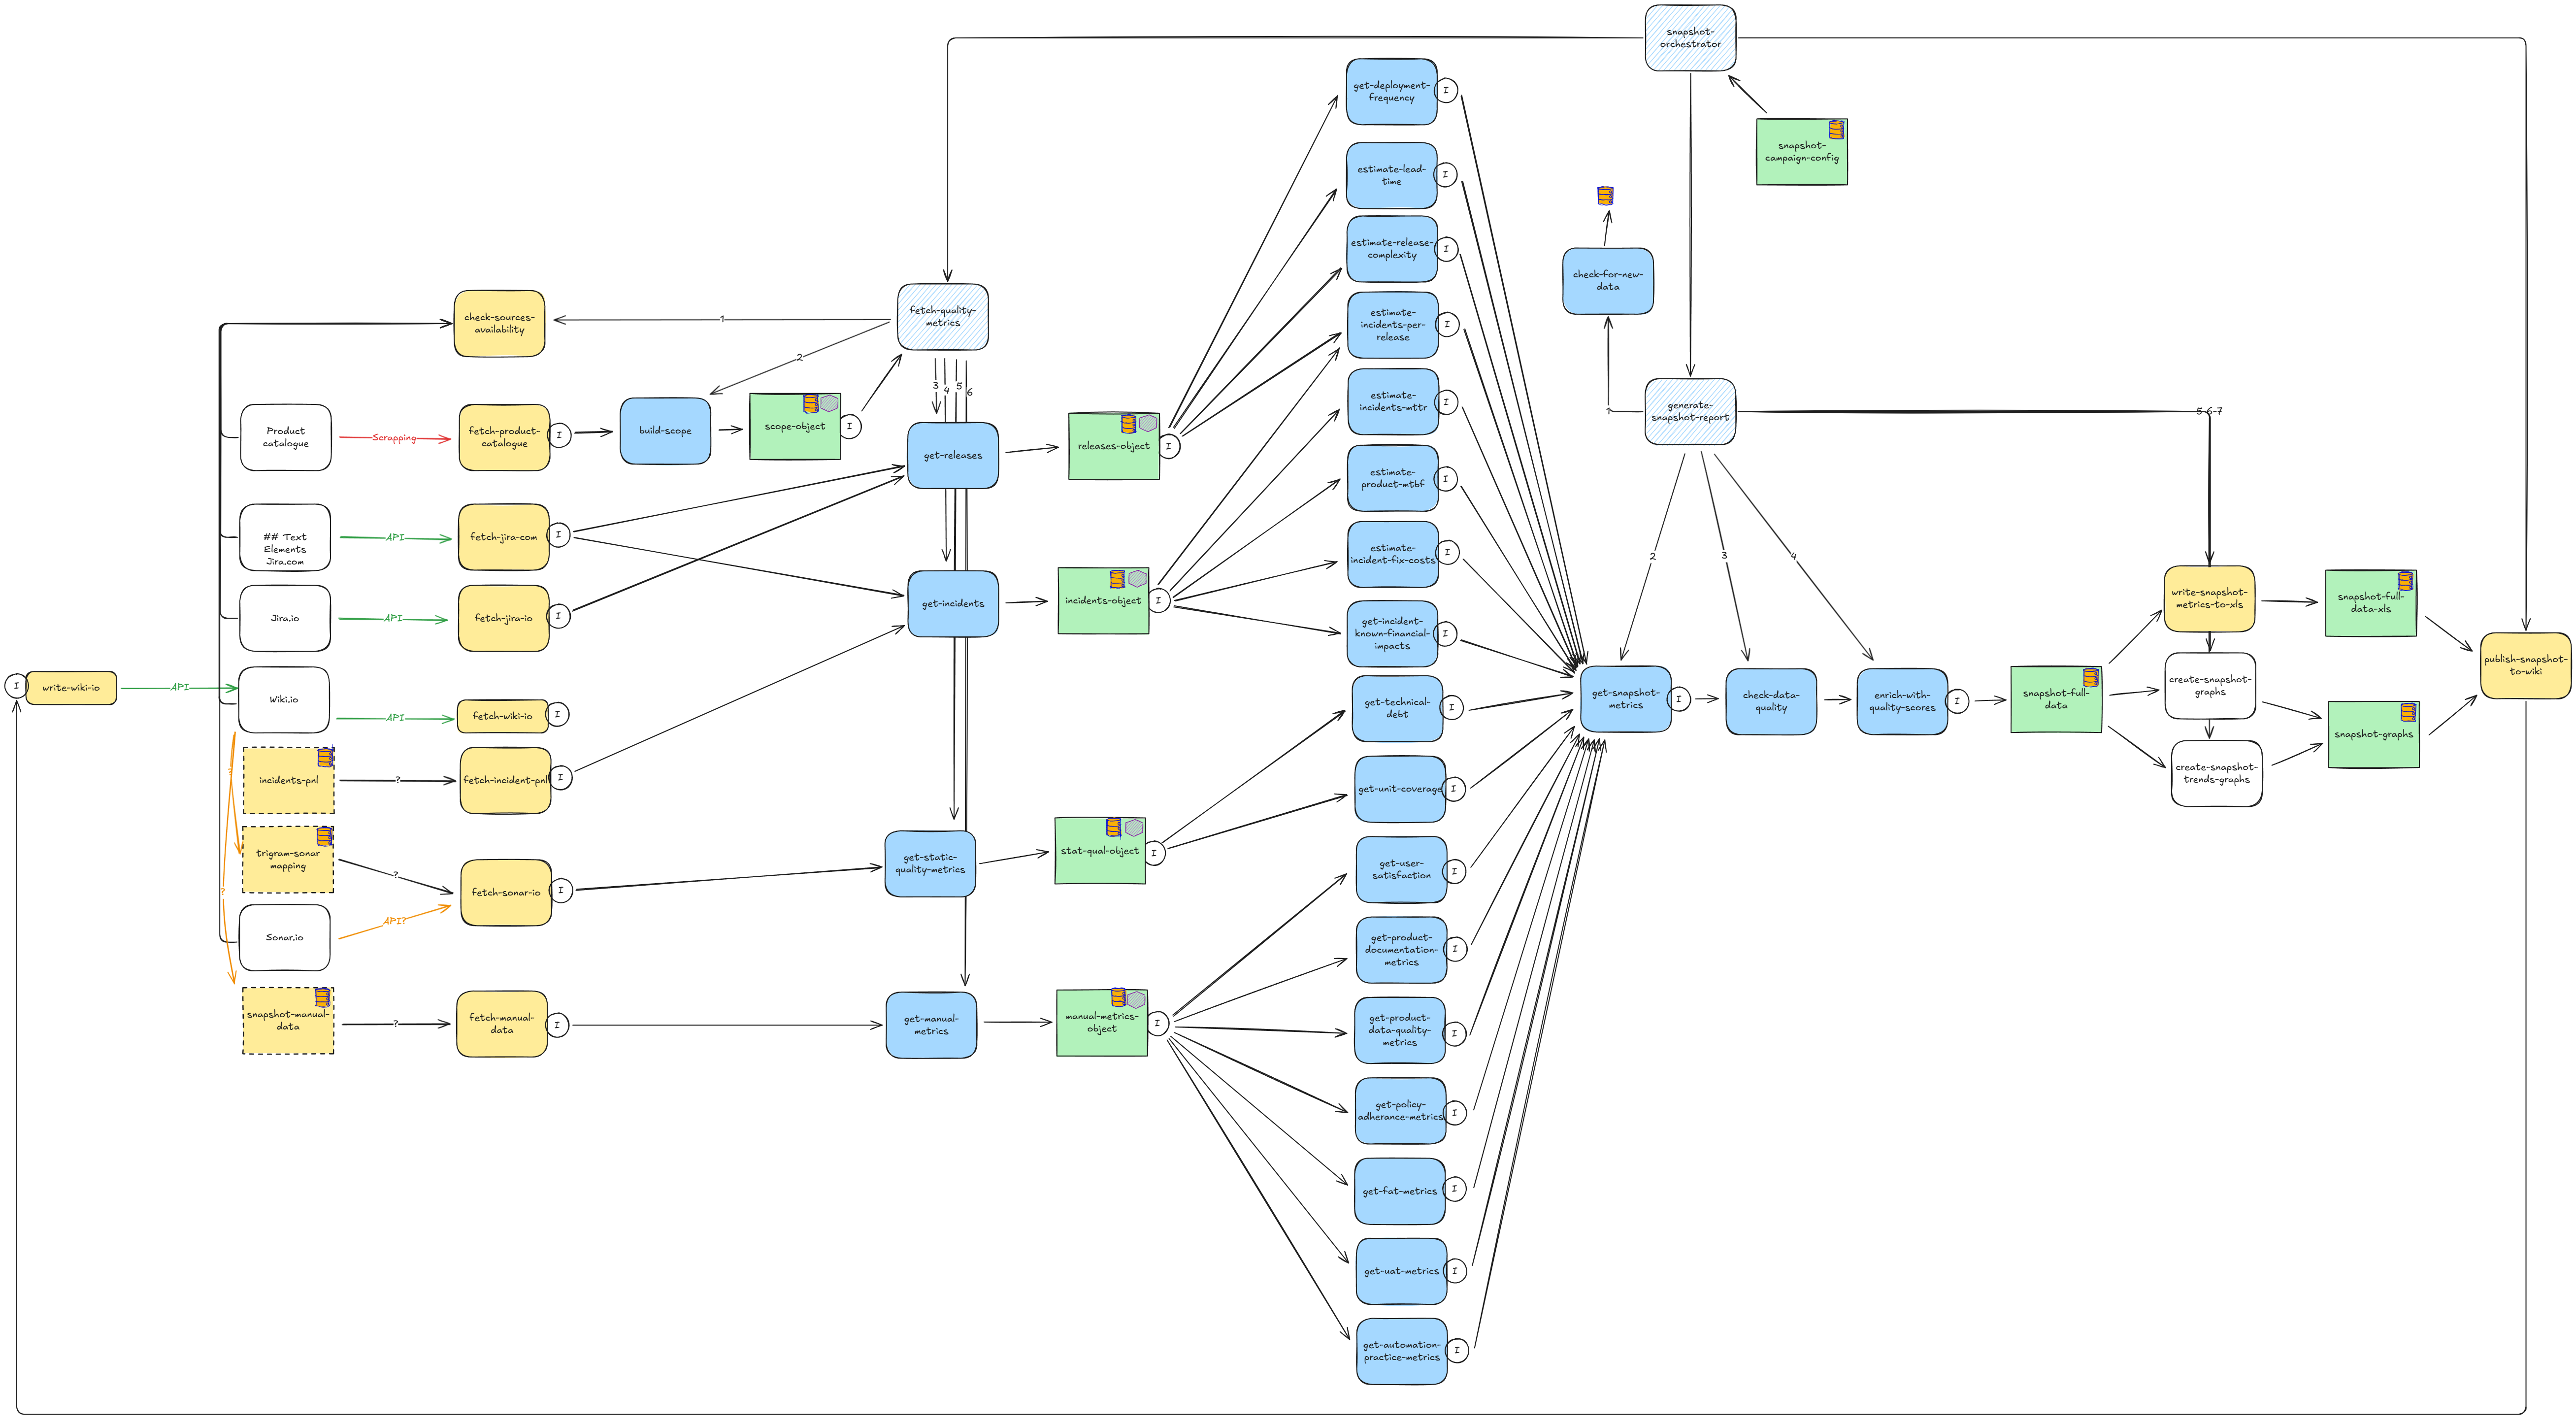 snapshot-
orchestrator
snapshot-
campaign-config
get-deployment-
frequency
I
estimate-lead-
time
I
estimate-release-
complexity
I
estimate-
incidents-per-
release
I
estimate-
incidents-mttr
I
estimate-
product-mtbf
I
estimate-
incident-fix-costs
I
get-incident-
known-financial-
impacts
I
get-technical-
debt
I
get-unit-coverage
I
get-user-
satisfaction
I
get-product-
documentation-
metrics
I
get-product-
data-quality-
metrics
I
get-policy-
adherance-metrics
I
get-fat-metrics
I
get-uat-metrics
I
get-automation-
practice-metrics
I
check-for-new-
data
generate-
snapshot-report
1
2
3
4
5-6-7
fetch-quality-
metrics
1
2
3
4
5
6
check-sources-
availability
Product
catalogue
Scrapping
fetch-product-
catalogue
I
build-scope
scope-object
I
## Text
Elements
Jira.com
API
fetch-jira-com
I
Jira.io
API
fetch-jira-io
I
I
write-wiki-io
API
Wiki.io
API
fetch-wiki-io
I
?
?
incidents-pnl
?
fetch-incident-pnl
I
trigram-sonar
mapping
?
fetch-sonar-io
I
Sonar.io
API?
snapshot-manual-
data
?
fetch-manual-
data
I
get-releases
releases-object
I
get-incidents
incidents-object
I
get-static-
quality-metrics
stat-qual-object
I
get-manual-
metrics
manual-metrics-
object
I
get-snapshot-
metrics
I
check-data-
quality
enrich-with-
quality-scores
I
snapshot-full-
data
write-snapshot-
metrics-to-xls
create-snapshot-
graphs
create-snapshot-
trends-graphs
snapshot-full-
data-xls
snapshot-graphs
publish-snapshot-
to-wiki